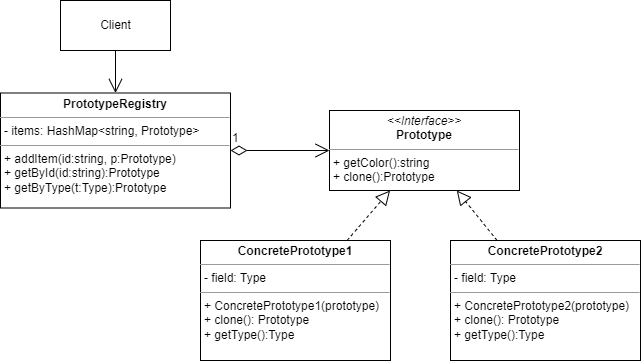 Client
PrototypeRegistry
- items: HashMap<string, Prototype>
+ addItem(id:string, p:Prototype)
+ getById(id:string):Prototype
+ getByType(t:Type):Prototype
1
<<Interface>>
Prototype
+ getColor():string
+ clone():Prototype
ConcretePrototype1
- field: Type
+ ConcretePrototype1(prototype)
+ clone(): Prototype
+ getType():Type
ConcretePrototype2
- field: Type
+ ConcretePrototype2(prototype)
+ clone(): Prototype
+ getType():Type